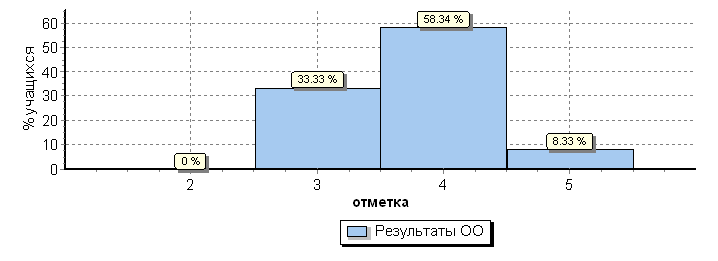 % учащихся
60
50
40
30
20
10
0
0 %
33.33 %
58.34 %
8.33 %
2 3 4 5
отметка
Результаты ОО